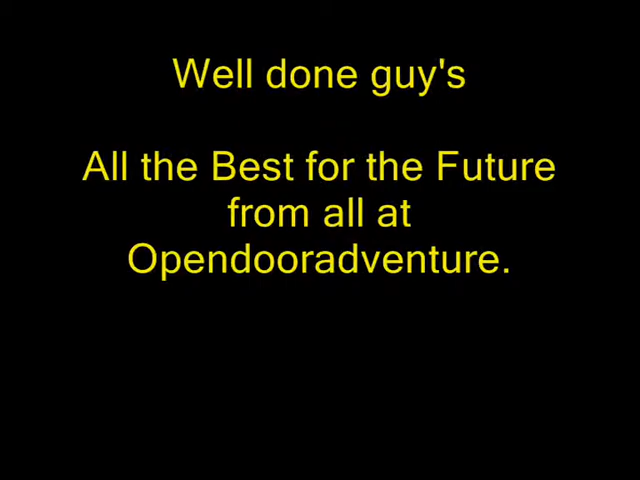 Well done guy's
All the Best for the Future
from all at
Opendooradventure.